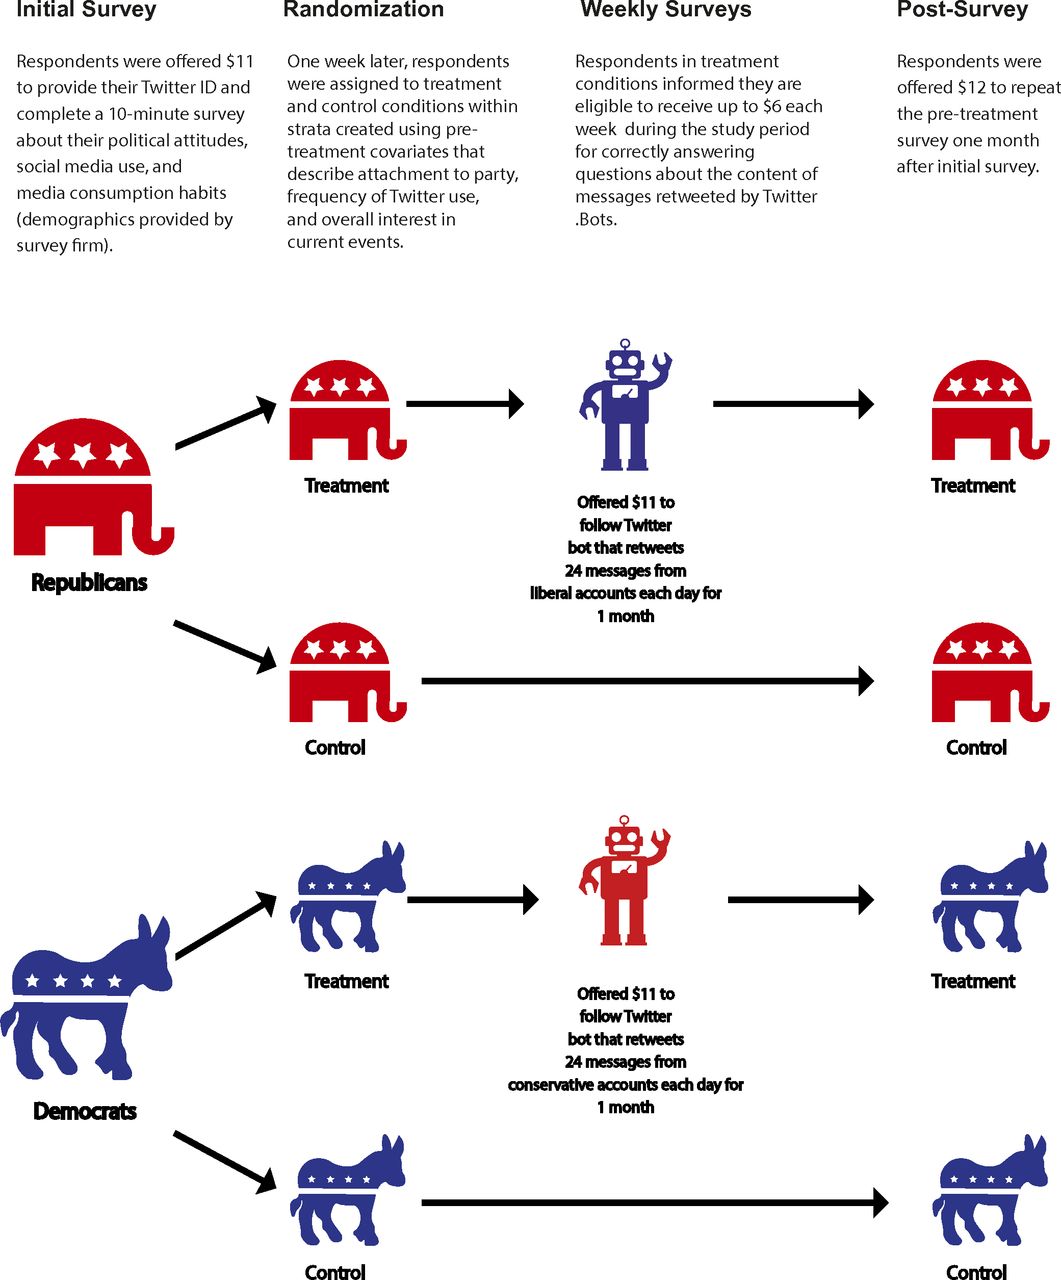 Initial Survey
Respondents were offered $11
to provide their Twitter ID and
complete a 10-minute survey
about their political attitudes,
social media use, and
media consumption habits
(demographics provided by
survey firm).
Randomization
One week later, respondents
were assigned to treatment
and control conditions within
strata created using pre-
treatment covariates that
describe attachment to party,
frequency of Twitter use,
and overall interest in
current events.
Weekly Surveys
Respondents in treatment
conditions informed they are
eligible to receive up to $6 each
week  during the study period
for correctly answering
questions about the content of
messages retweeted by Twitter
.Bots.
Post-Survey
Respondents were
offered $12 to repeat
the pre-treatment
survey one month
after initial survey.
Republicans
Treatment
Offered $11 to
follow Twitter
bot that retweets
24 messages from
liberal accounts each day for
1 month
Treatment
Control
Control
Democrats
Treatment
Offered $11 to
follow Twitter
bot that retweets
24 messages from
conservative accounts each day for
1 month
Treatment
Control
Control